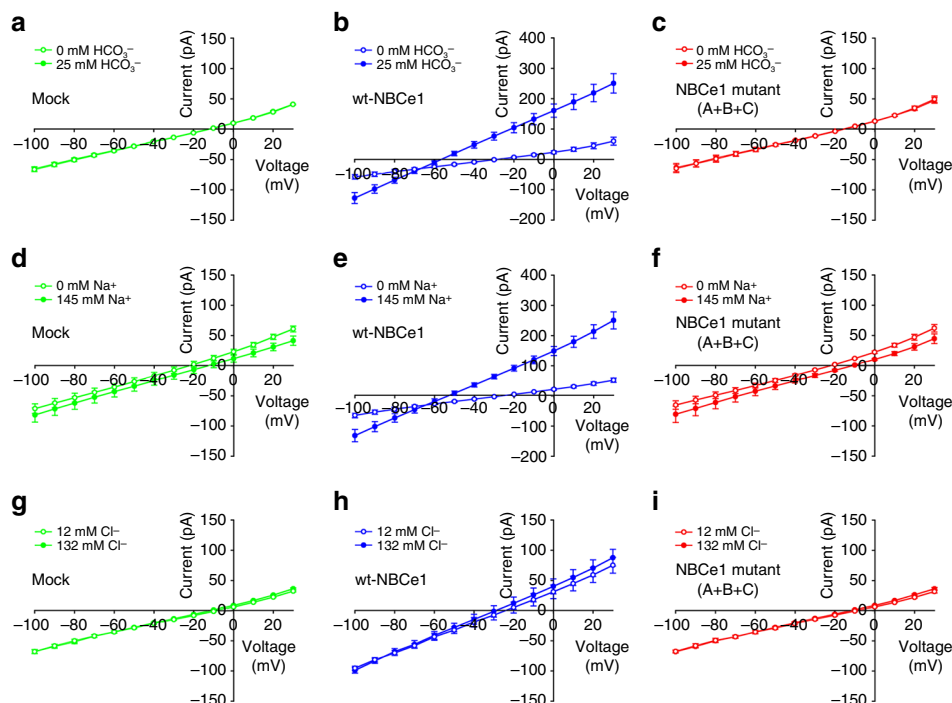 a
0 mM HCO₃⁻
25 mM HCO₃⁻
Mock
Current (pA)
150
100
50
0
−50
−100
−150
−100 −80 −60 −40 −20 0 20
Voltage
(mV)
b
0 mM HCO₃⁻
25 mM HCO₃⁻
wt-NBCe1
Current (pA)
400
300
200
100
0
−100
−200
−100 −80 −60 −40 −20 0 20
Voltage
(mV)
c
0 mM HCO₃⁻
25 mM HCO₃⁻
NBCe1 mutant
(A+B+C)
Current (pA)
150
100
50
0
−50
−100
−150
−100 −80 −60 −40 −20 0 20
Voltage
(mV)
d
0 mM Na⁺
145 mM Na⁺
Mock
Current (pA)
150
100
50
0
−50
−100
−150
−100 −80 −60 −40 −20 0 20
Voltage
(mV)
e
0 mM Na⁺
145 mM Na⁺
wt-NBCe1
Current (pA)
400
300
200
100
0
−100
−200
−100 −80 −60 −40 −20 0 20
Voltage
(mV)
f
0 mM Na⁺
145 mM Na⁺
NBCe1 mutant
(A+B+C)
Current (pA)
150
100
50
0
−50
−100
−150
−100 −80 −60 −40 −20 0 20
Voltage
(mV)
g
12 mM Cl⁻
132 mM Cl⁻
Mock
Current (pA)
150
100
50
0
−50
−100
−150
−100 −80 −60 −40 −20 0 20
Voltage
(mV)
h
12 mM Cl⁻
132 mM Cl⁻
wt-NBCe1
Current (pA)
150
100
50
0
−50
−100
−150
−100 −80 −60 −40 −20 0 20
Voltage
(mV)
i
12 mM Cl⁻
132 mM Cl⁻
NBCe1 mutant
(A+B+C)
Current (pA)
150
100
50
0
−50
−100
−150
−100 −80 −60 −40 −20 0 20
Voltage
(mV)